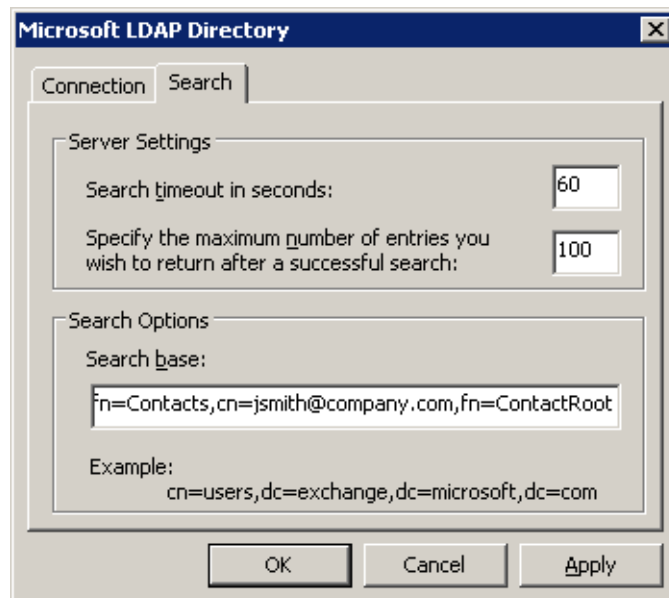 Microsoft LDAP Directory
Connection
Search
Server Settings
Search timeout in seconds:
60
Specify the maximum number of entries you
wish to return after a successful search:
100
Search Options
Search base:
fn=Contacts,cn=jsmith@company.com,fn=ContactRoot
Example:
cn=users,dc=exchange,dc=microsoft,dc=com
OK
Cancel
Apply